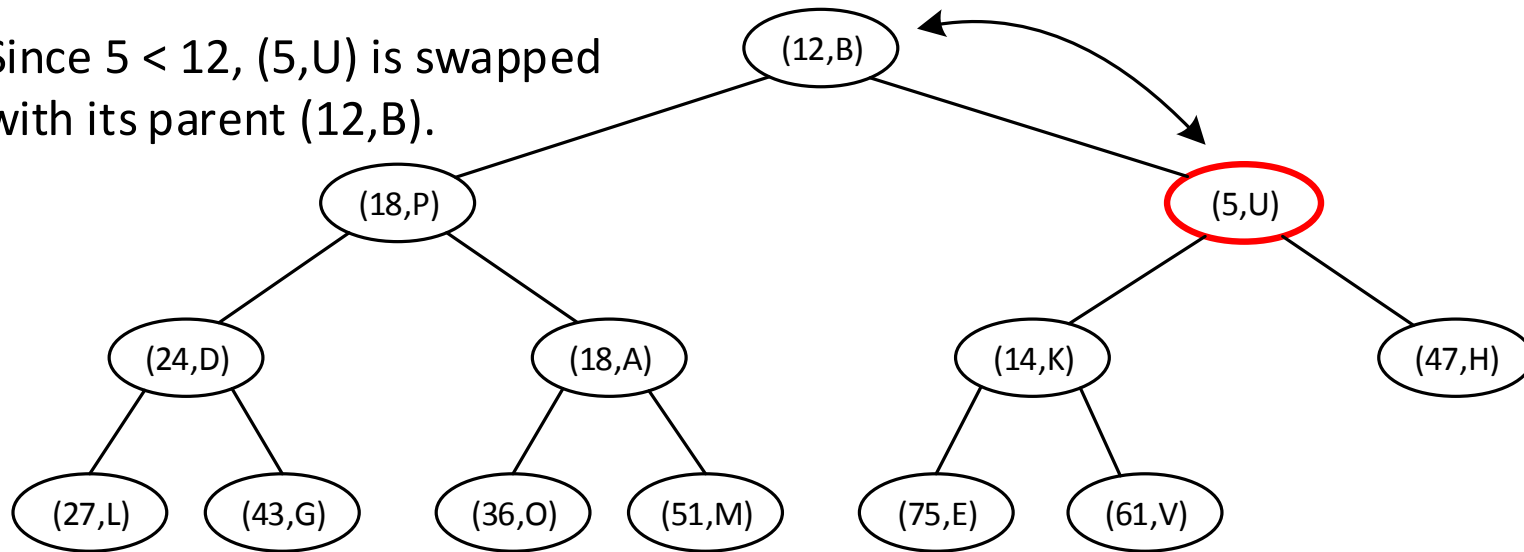 Since 5 < 12, (5,U) is swapped
with its parent (12,B).
(12,B)
(18,P)
(5,U)
(24,D)
(18,A)
(14,K)
(47,H)
(27,L)
(43,G)
(36,O)
(51,M)
(75,E)
(61,V)